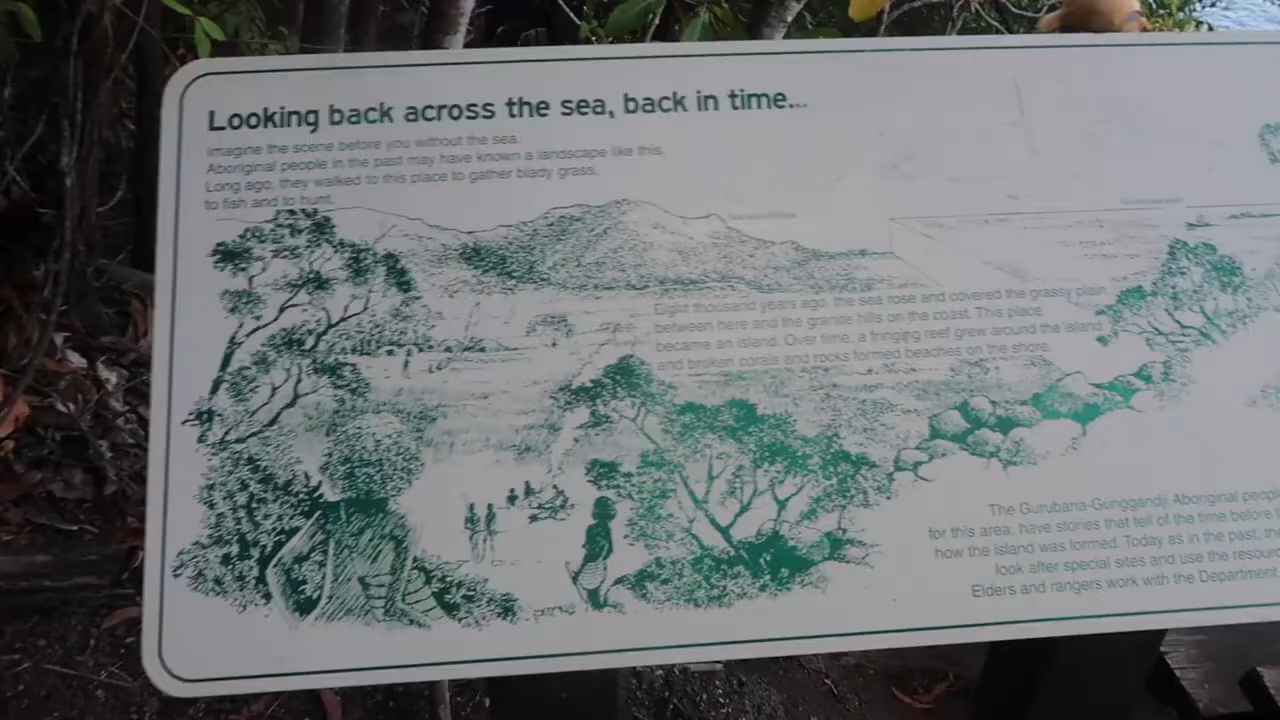 Looking back across the sea, back in time...
Imagine the scene before you without the sea.
Aboriginal people in the past may have known a landscape like this.
Long ago, they walked to this place to gather blady grass,
to fish and to hunt.
Eight thousand years ago, the sea rose and covered the grassy plain
between here and the granite hills on the coast. This place
became an island. Over time, a fringing reef grew around the island
and broken corals and rocks formed beaches on the shore.
The Gurubana-Gunggandji Aboriginal people
for this area, have stories that tell of the time before
how the island was formed. Today as in the past,
look after special sites and use the
Elders and rangers work with the Department